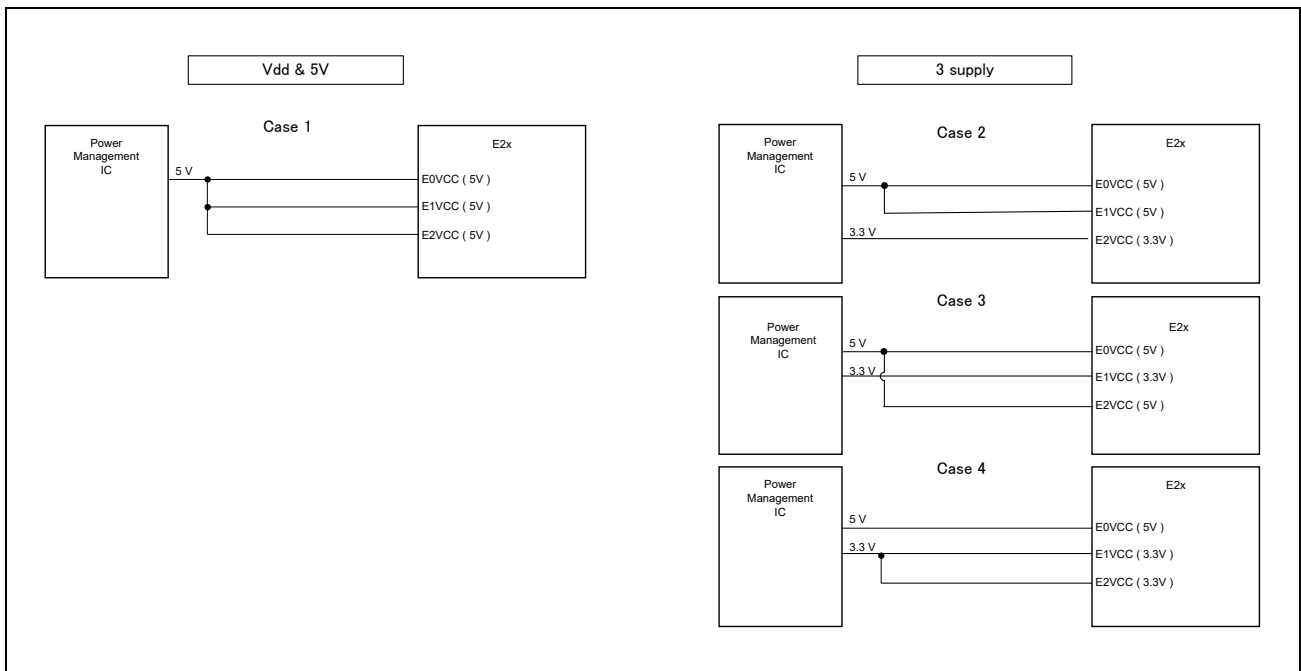 Vdd & 5V
Case 1
Power
Management
IC
5 V
E2x
E0VCC ( 5V )
E1VCC ( 5V )
E2VCC ( 5V )
3 supply
Case 2
Power
Management
IC
5 V
3.3 V
E2x
E0VCC ( 5V )
E1VCC ( 5V )
E2VCC ( 3.3V )
Case 3
Power
Management
IC
5 V
3.3 V
E2x
E0VCC ( 5V )
E1VCC ( 3.3V )
E2VCC ( 5V )
Case 4
Power
Management
IC
5 V
3.3 V
E2x
E0VCC ( 5V )
E1VCC ( 3.3V )
E2VCC ( 3.3V )